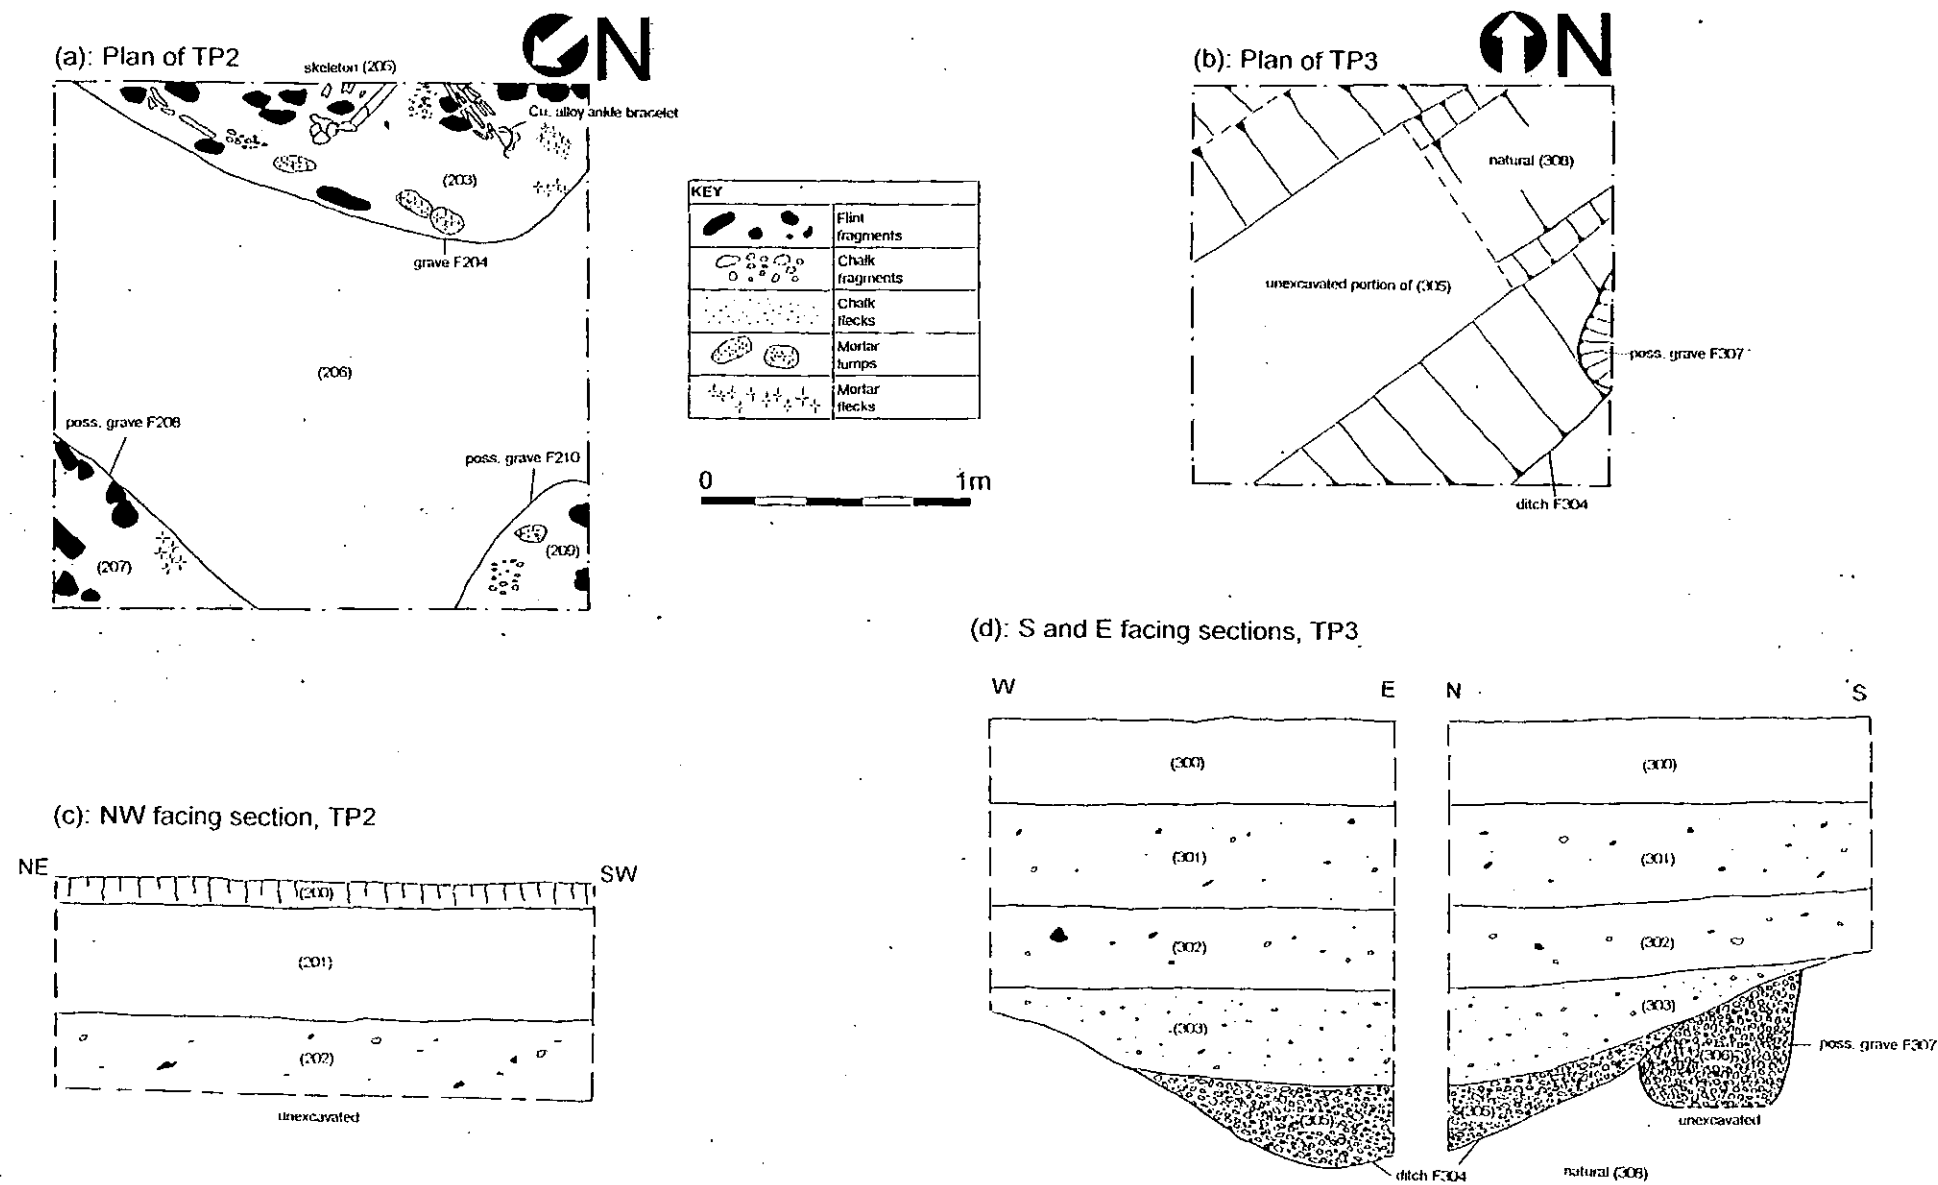 (a): Plan of TP2
N
skeleton (205)
Cu. alloy ankle bracelet
(203)
grave F204
(206)
poss. grave F208
poss. grave F210
(207)
(209)
KEY
Flint
fragments
Chalk
fragments
Chalk
flecks
Mortar
lumps
Mortar
flecks
0 1m
(b): Plan of TP3
N
natural (308)
unexcavated portion of (305)
poss. grave F307
ditch F304
(c): NW facing section, TP2
NE
SW
(200)
(201)
(202)
unexcavated
(d): S and E facing sections, TP3
W E N S
(300) (300)
(301) (301)
(302) (302)
(303) (303)
(306)
poss. grave F307
(305)
(305)
unexcavated
ditch F304
natural (308)